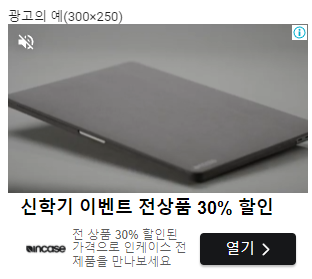 광고의 예(300×250)
신학기 이벤트 전상품 30% 할인
incase
전 상품 30% 할인된
가격으로 인케이스 전
제품을 만나보세요
열기